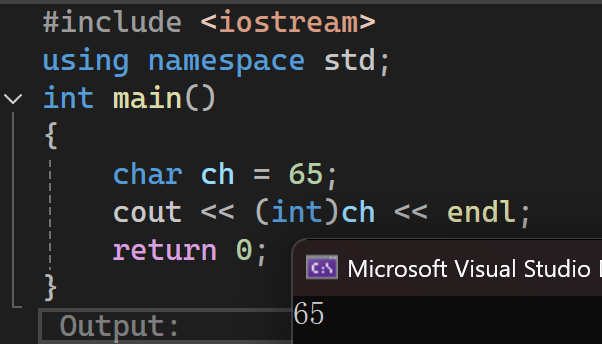 #include <iostream>
using namespace std;
int main()
{
char ch = 65;
cout << (int)ch << endl;
return 0;
}
Output:
C:\
Microsoft Visual Studio
65